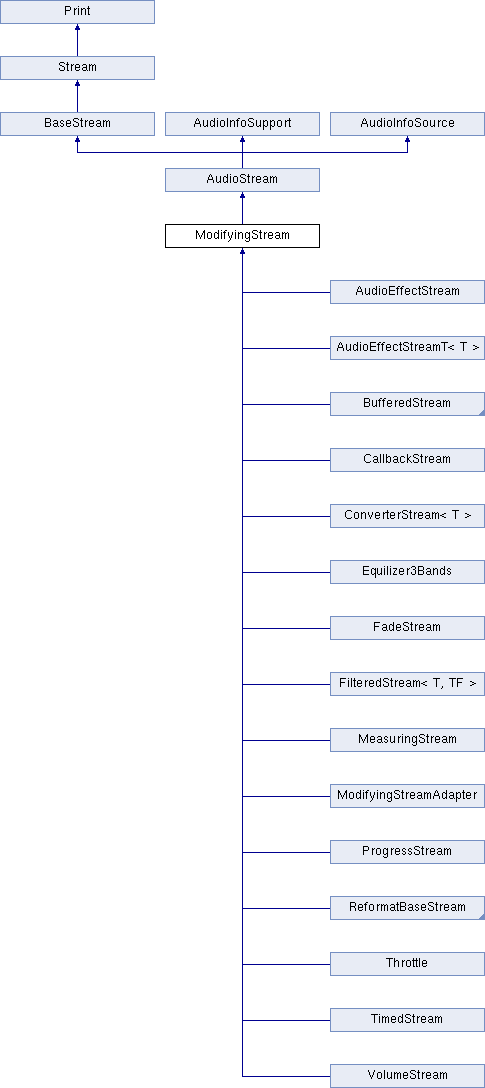 Print
Stream
BaseStream AudioInfoSupport AudioInfoSource
AudioStream
ModifyingStream
AudioEffectStream
AudioEffectStreamT< T >
BufferedStream
CallbackStream
ConverterStream< T >
Equilizer3Bands
FadeStream
FilteredStream< T, TF >
MeasuringStream
ModifyingStreamAdapter
ProgressStream
ReformatBaseStream
Throttle
TimedStream
VolumeStream